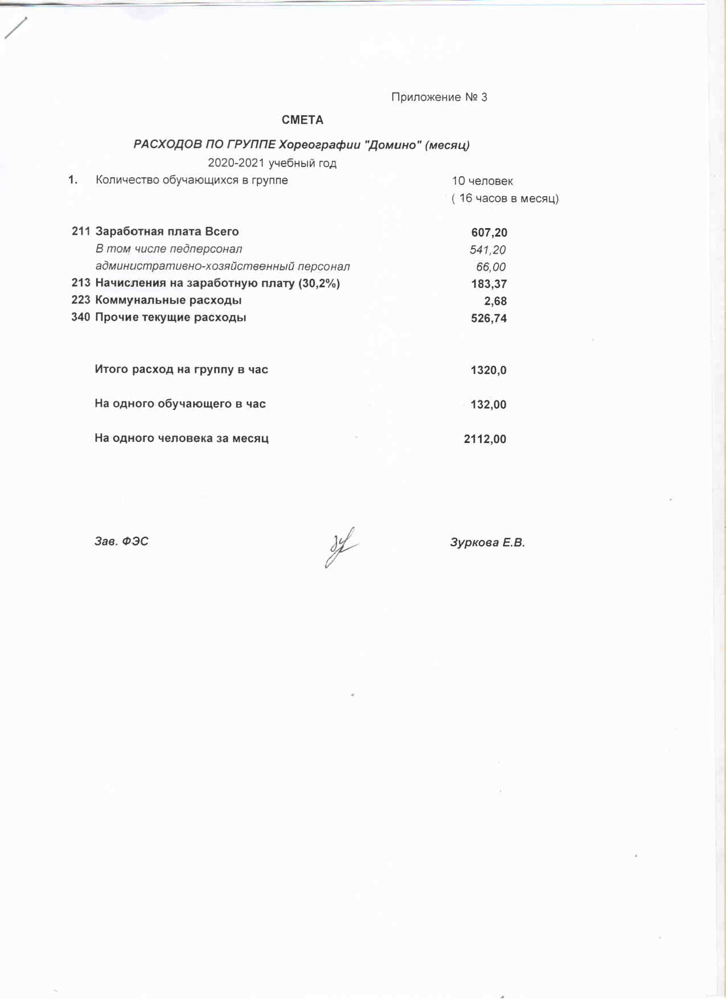 Приложение № 3
СМЕТА
РАСХОДОВ ПО ГРУППЕ Хореографии "Домино" (месяц)
2020-2021 учебный год
1. Количество обучающихся в группе 10 человек
( 16 часов в месяц)
211 Заработная плата Всего 607,20
В том числе педперсонал 541,20
административно-хозяйственный персонал 66,00
213 Начисления на заработную плату (30,2%) 183,37
223 Коммунальные расходы 2,68
340 Прочие текущие расходы 526,74
Итого расход на группу в час 1320,0
На одного обучающего в час 132,00
На одного человека за месяц 2112,00
Зав. ФЭС Зуркова Е.В.